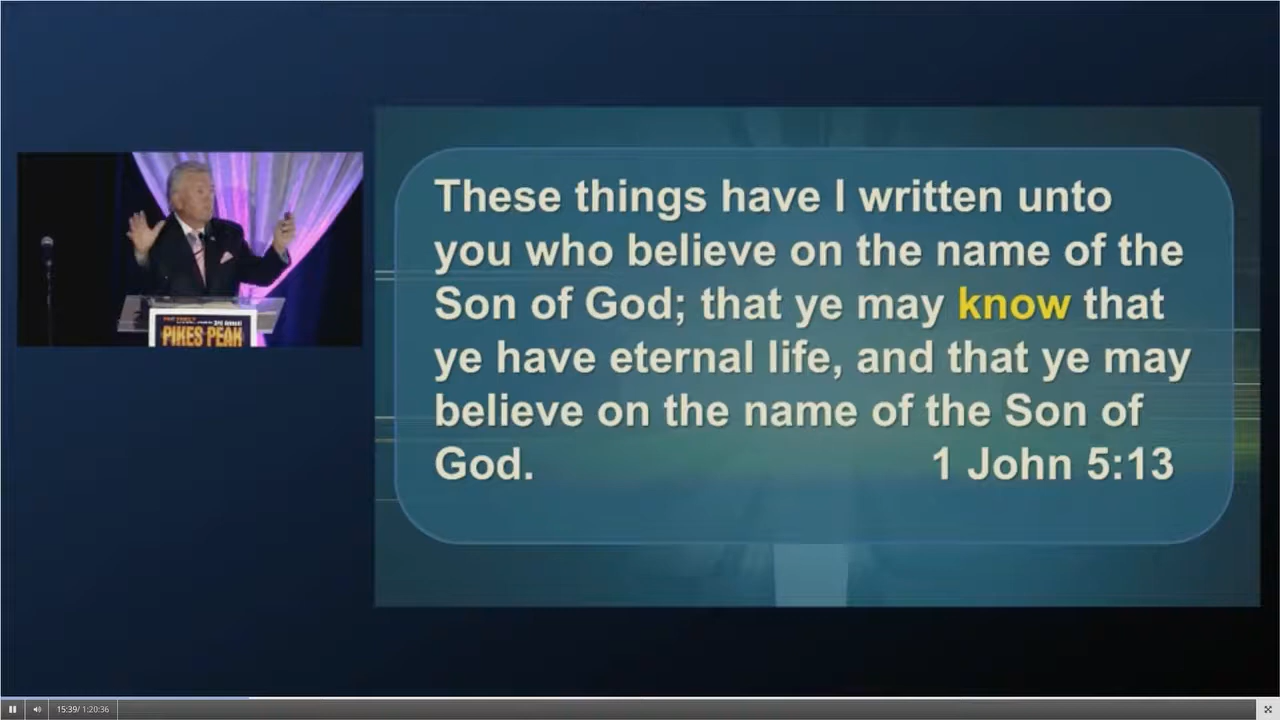 These things have I written unto
you who believe on the name of the
Son of God; that ye may know that
ye have eternal life, and that ye may
believe on the name of the Son of
God. 1 John 5:13
3rd Annual
PIKES PEAK
15:39/ 1:20:36